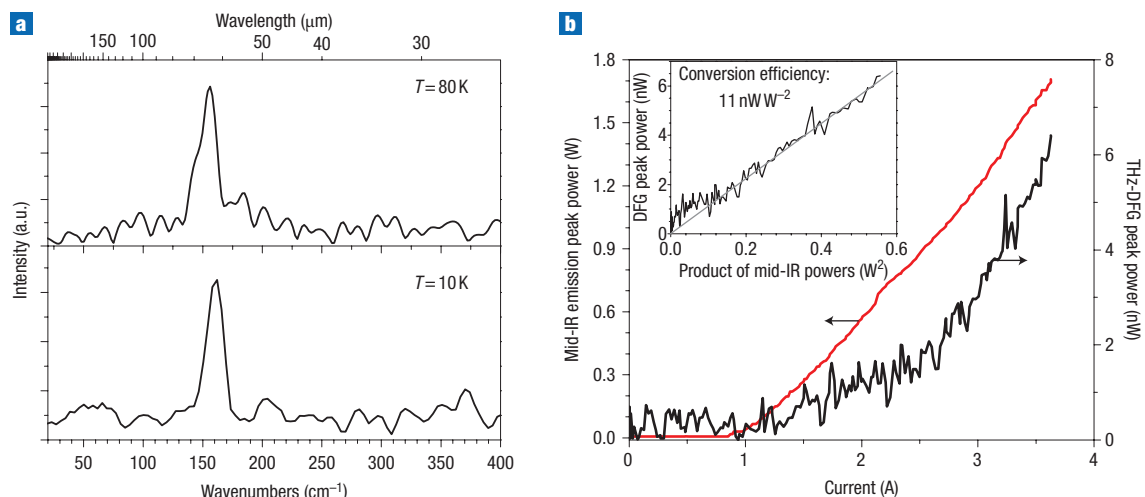 a
Wavelength (μm)
150 100 50 40 30
T = 80 K
T = 10 K
Intensity (a.u.)
50 100 150 200 250 300 350 400
Wavenumbers (cm⁻¹)
b
1.8
1.5
1.2
0.9
0.6
0.3
0.0
Mid-IR emission peak power (W)
Conversion efficiency:
11 nW W⁻²
6
4
2
0
DFG peak power (nW)
0.0 0.2 0.4 0.6
Product of mid-IR powers (W²)
8
6
4
2
0
THz-DFG peak power (nW)
0 1 2 3 4
Current (A)